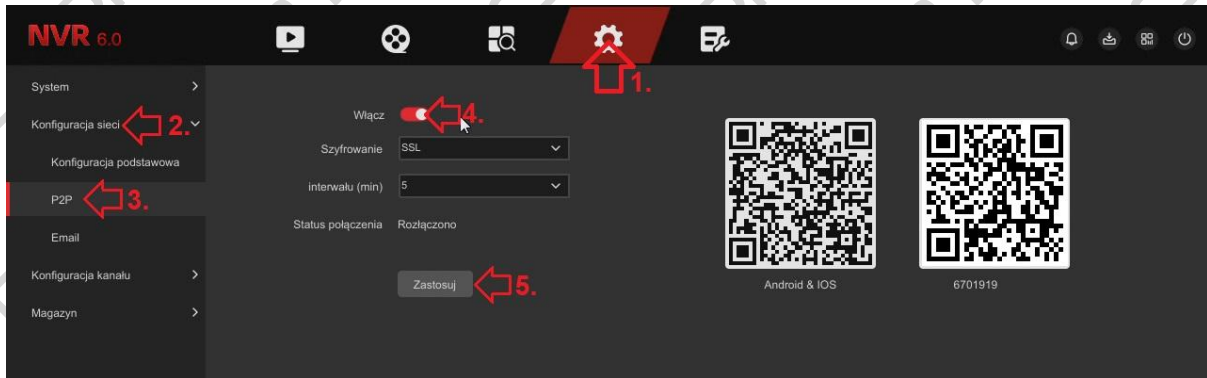 NVR 6.0
1.
System
Konfiguracja sieci 2.
Konfiguracja podstawowa
P2P 3.
Email
Konfiguracja kanału
Magazyn
Włącz 4.
Szyfrowanie SSL
interwału (min) 5
Status połączenia Rozłączono
Zastosuj 5.
Android & IOS
6701919